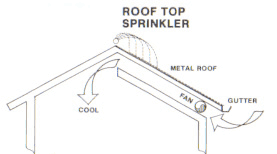 ROOF TOP
SPRINKLER
METAL ROOF
FAN
GUTTER
COOL